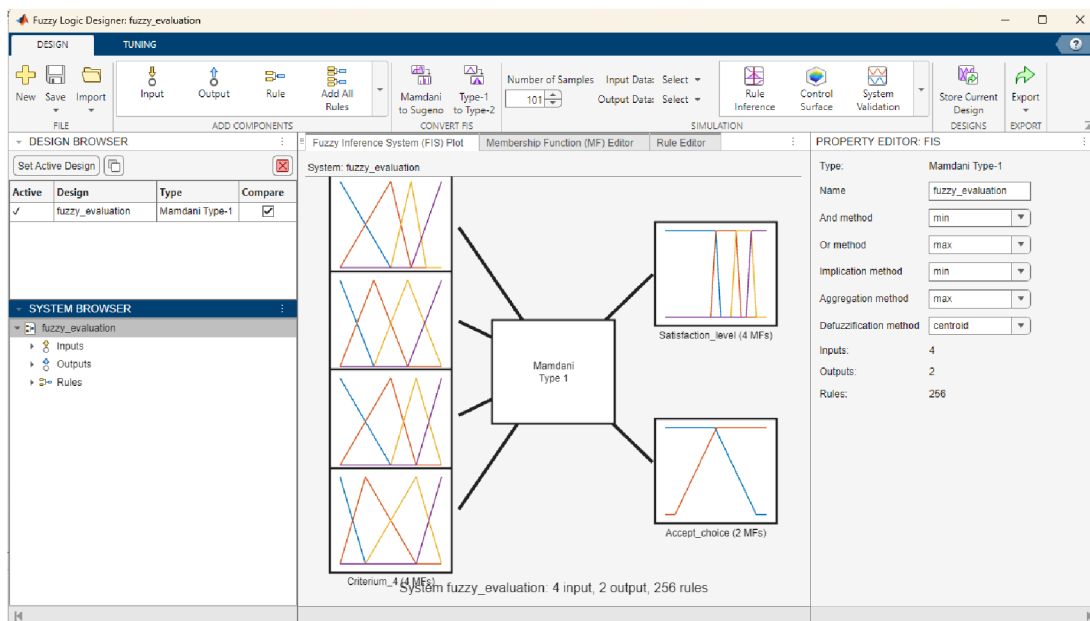 Fuzzy Logic Designer: fuzzy_evaluation
DESIGN
TUNING
New
Save
Import
FILE
Input
Output
Rule
Add All
Rules
ADD COMPONENTS
Mamdani
to Sugeno
Type-1
to Type-2
CONVERT FIS
Number of Samples
101
Input Data: Select
Output Data: Select
Rule
Inference
Control
Surface
System
Validation
SIMULATION
Store Current
Design
DESIGNS
Export
EXPORT
DESIGN BROWSER
Set Active Design
Active Design Type Compare
✓ fuzzy_evaluation Mamdani Type-1
SYSTEM BROWSER
fuzzy_evaluation
Inputs
Outputs
Rules
Fuzzy Inference System (FIS) Plot
Membership Function (MF) Editor
Rule Editor
System: fuzzy_evaluation
Mamdani
Type 1
Satisfaction_level (4 MFs)
Accept_choice (2 MFs)
Criterium_4 (4 MFs)
System fuzzy_evaluation: 4 input, 2 output, 256 rules
PROPERTY EDITOR: FIS
Type: Mamdani Type-1
Name fuzzy_evaluation
And method min
Or method max
Implication method min
Aggregation method max
Defuzzification method centroid
Inputs: 4
Outputs: 2
Rules: 256